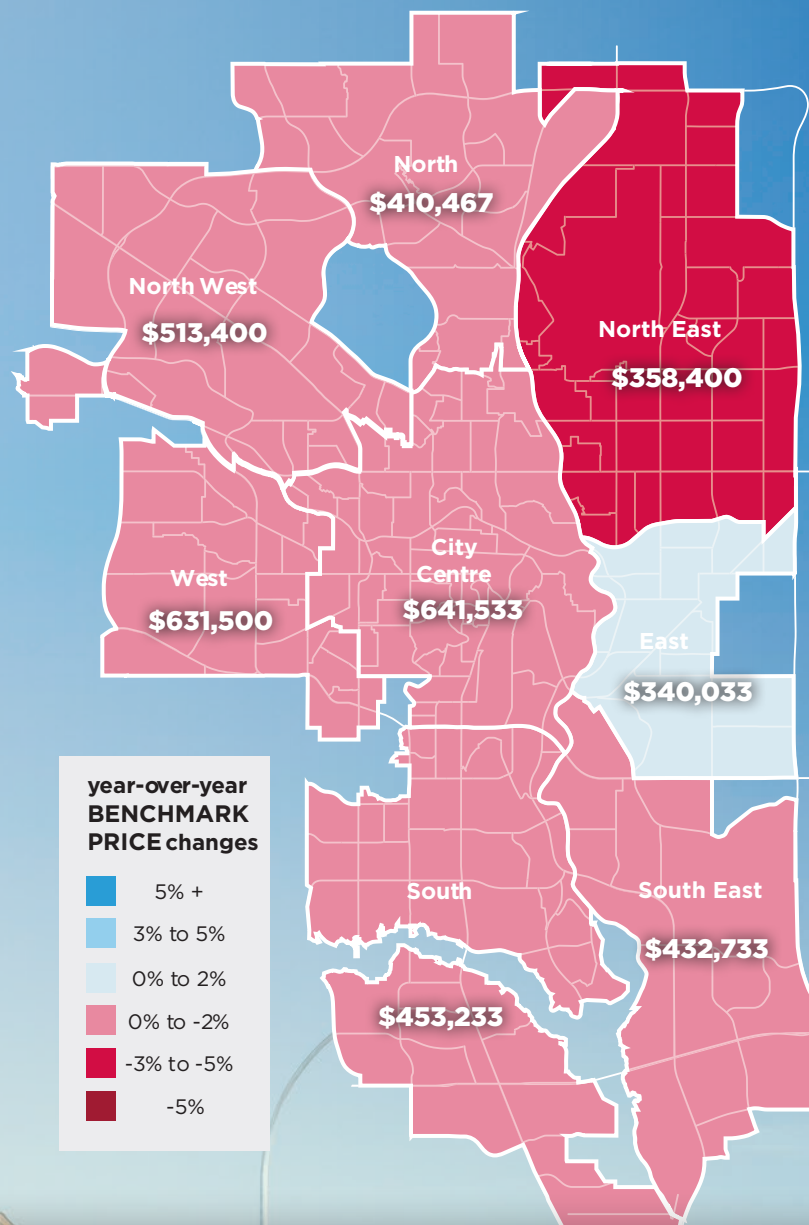 North
$410,467
North West
$513,400
North East
$358,400
City
Centre
$641,533
West
$631,500
East
$340,033
year-over-year
BENCHMARK
PRICE changes
5% +
3% to 5%
0% to 2%
0% to -2%
-3% to -5%
-5%
South
$453,233
South East
$432,733